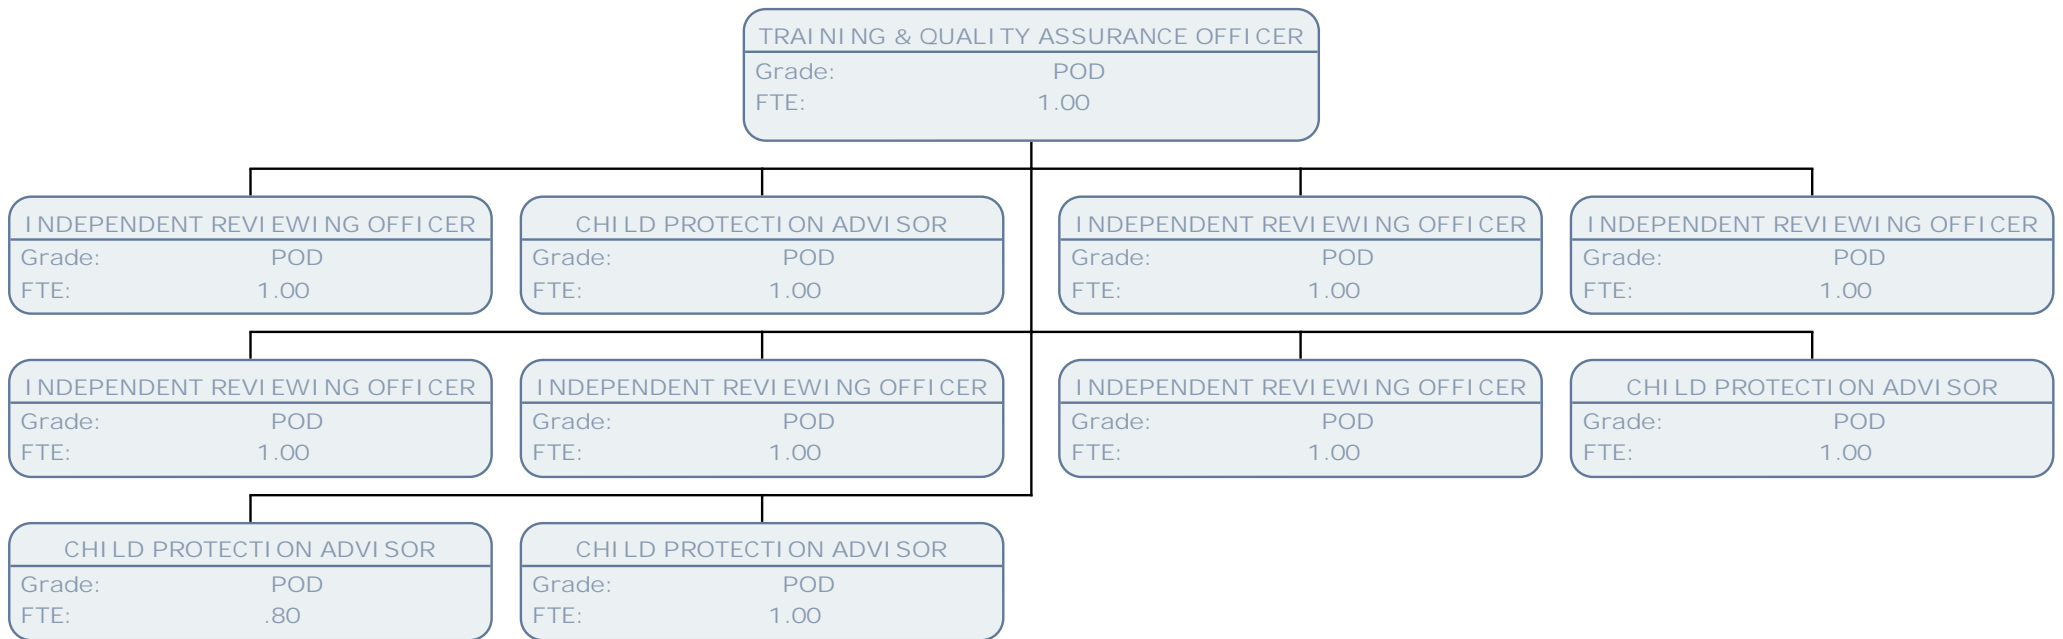 TRAINING & QUALITY ASSURANCE OFFICER
Grade: POD
FTE: 1.00
INDEPENDENT REVIEWING OFFICER
Grade: POD
FTE: 1.00
CHILD PROTECTION ADVISOR
Grade: POD
FTE: 1.00
INDEPENDENT REVIEWING OFFICER
Grade: POD
FTE: 1.00
INDEPENDENT REVIEWING OFFICER
Grade: POD
FTE: 1.00
INDEPENDENT REVIEWING OFFICER
Grade: POD
FTE: 1.00
INDEPENDENT REVIEWING OFFICER
Grade: POD
FTE: 1.00
INDEPENDENT REVIEWING OFFICER
Grade: POD
FTE: 1.00
CHILD PROTECTION ADVISOR
Grade: POD
FTE: 1.00
CHILD PROTECTION ADVISOR
Grade: POD
FTE: .80
CHILD PROTECTION ADVISOR
Grade: POD
FTE: 1.00